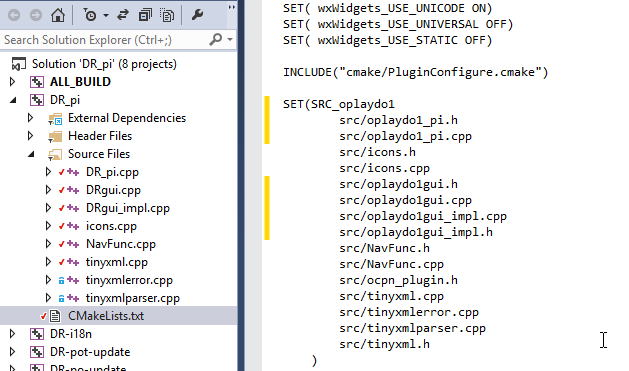 Search Solution Explorer (Ctrl+;)
Solution 'DR_pi' (8 projects)
ALL_BUILD
DR_pi
External Dependencies
Header Files
Source Files
DR_pi.cpp
DRgui.cpp
DRgui_impl.cpp
icons.cpp
NavFunc.cpp
tinyxml.cpp
tinyxmlerror.cpp
tinyxmlparser.cpp
CMakeLists.txt
DR-i18n
DR-pot-update
DR-po-update
SET( wxWidgets_USE_UNICODE ON)
SET( wxWidgets_USE_UNIVERSAL OFF)
SET( wxWidgets_USE_STATIC OFF)
INCLUDE("cmake/PluginConfigure.cmake")
SET(SRC_oplaydo1
src/oplaydo1_pi.h
src/oplaydo1_pi.cpp
src/icons.h
src/icons.cpp
src/oplaydo1gui.h
src/oplaydo1gui.cpp
src/oplaydo1gui_impl.cpp
src/oplaydo1gui_impl.h
src/NavFunc.h
src/NavFunc.cpp
src/ocpn_plugin.h
src/tinyxml.cpp
src/tinyxmlerror.cpp
src/tinyxmlparser.cpp
src/tinyxml.h
)